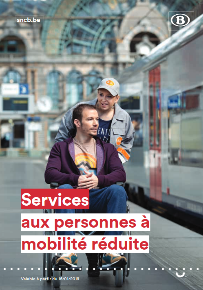 sncb.be
B
Services
aux personnes à
mobilité réduite